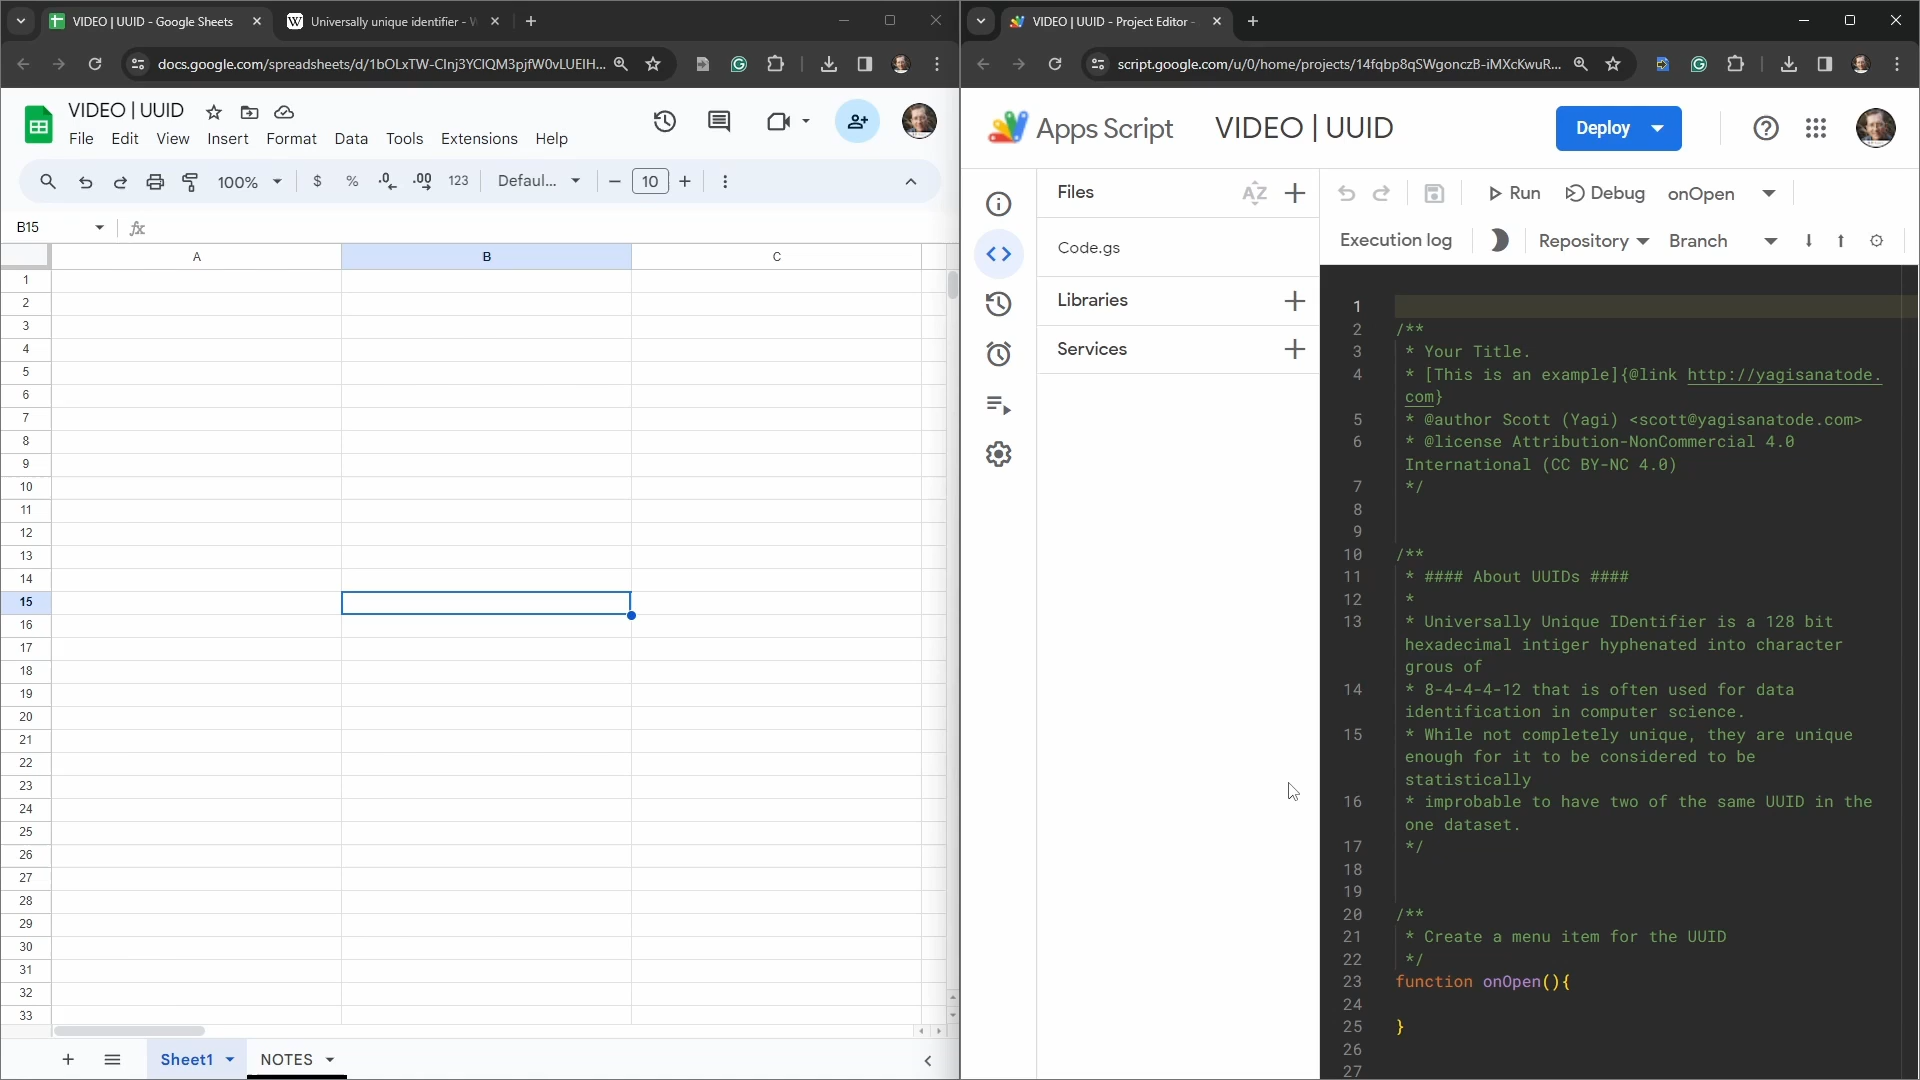 VIDEO | UUID - Google Sheets
Universally unique identifier - W
docs.google.com/spreadsheets/d/1bOLxTW-CInj3YClQM3pjfW0vLUEIH...
VIDEO | UUID
File Edit View Insert Format Data Tools Extensions Help
100% $ % .0 .00 123 Defaul... 10
B15
A B C
1
2
3
4
5
6
7
8
9
10
11
12
13
14
15
16
17
18
19
20
21
22
23
24
25
26
27
28
29
30
31
32
33
Sheet1 NOTES
VIDEO | UUID - Project Editor -
script.google.com/u/0/home/projects/14fqbp8qSWgonczB-iMXcKwuR...
Apps Script VIDEO | UUID Deploy
Files AZ
Code.gs
Libraries
Services
Run Debug onOpen
Execution log Repository Branch
1
2 /**
3 * Your Title.
4 * [This is an example]{@link http://yagisanatode.
com}
5 * @author Scott (Yagi) <scott@yagisanatode.com>
6 * @license Attribution-NonCommercial 4.0
International (CC BY-NC 4.0)
7 */
8
9
10 /**
11 * #### About UUIDs ####
12 *
13 * Universally Unique IDentifier is a 128 bit
hexadecimal intiger hyphenated into character
grous of
14 * 8-4-4-4-12 that is often used for data
identification in computer science.
15 * While not completely unique, they are unique
enough for it to be considered to be
statistically
16 * improbable to have two of the same UUID in the
one dataset.
17 */
18
19
20 /**
21 * Create a menu item for the UUID
22 */
23 function onOpen(){
24
25 }
26
27